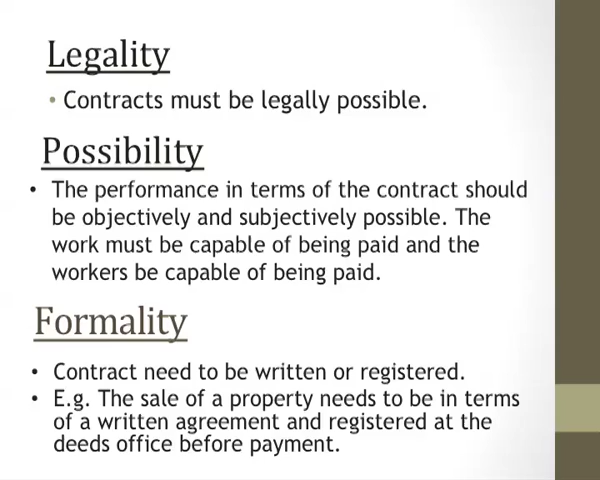 Legality
• Contracts must be legally possible.
Possibility
• The performance in terms of the contract should
be objectively and subjectively possible. The
work must be capable of being paid and the
workers be capable of being paid.
Formality
• Contract need to be written or registered.
• E.g. The sale of a property needs to be in terms
of a written agreement and registered at the
deeds office before payment.